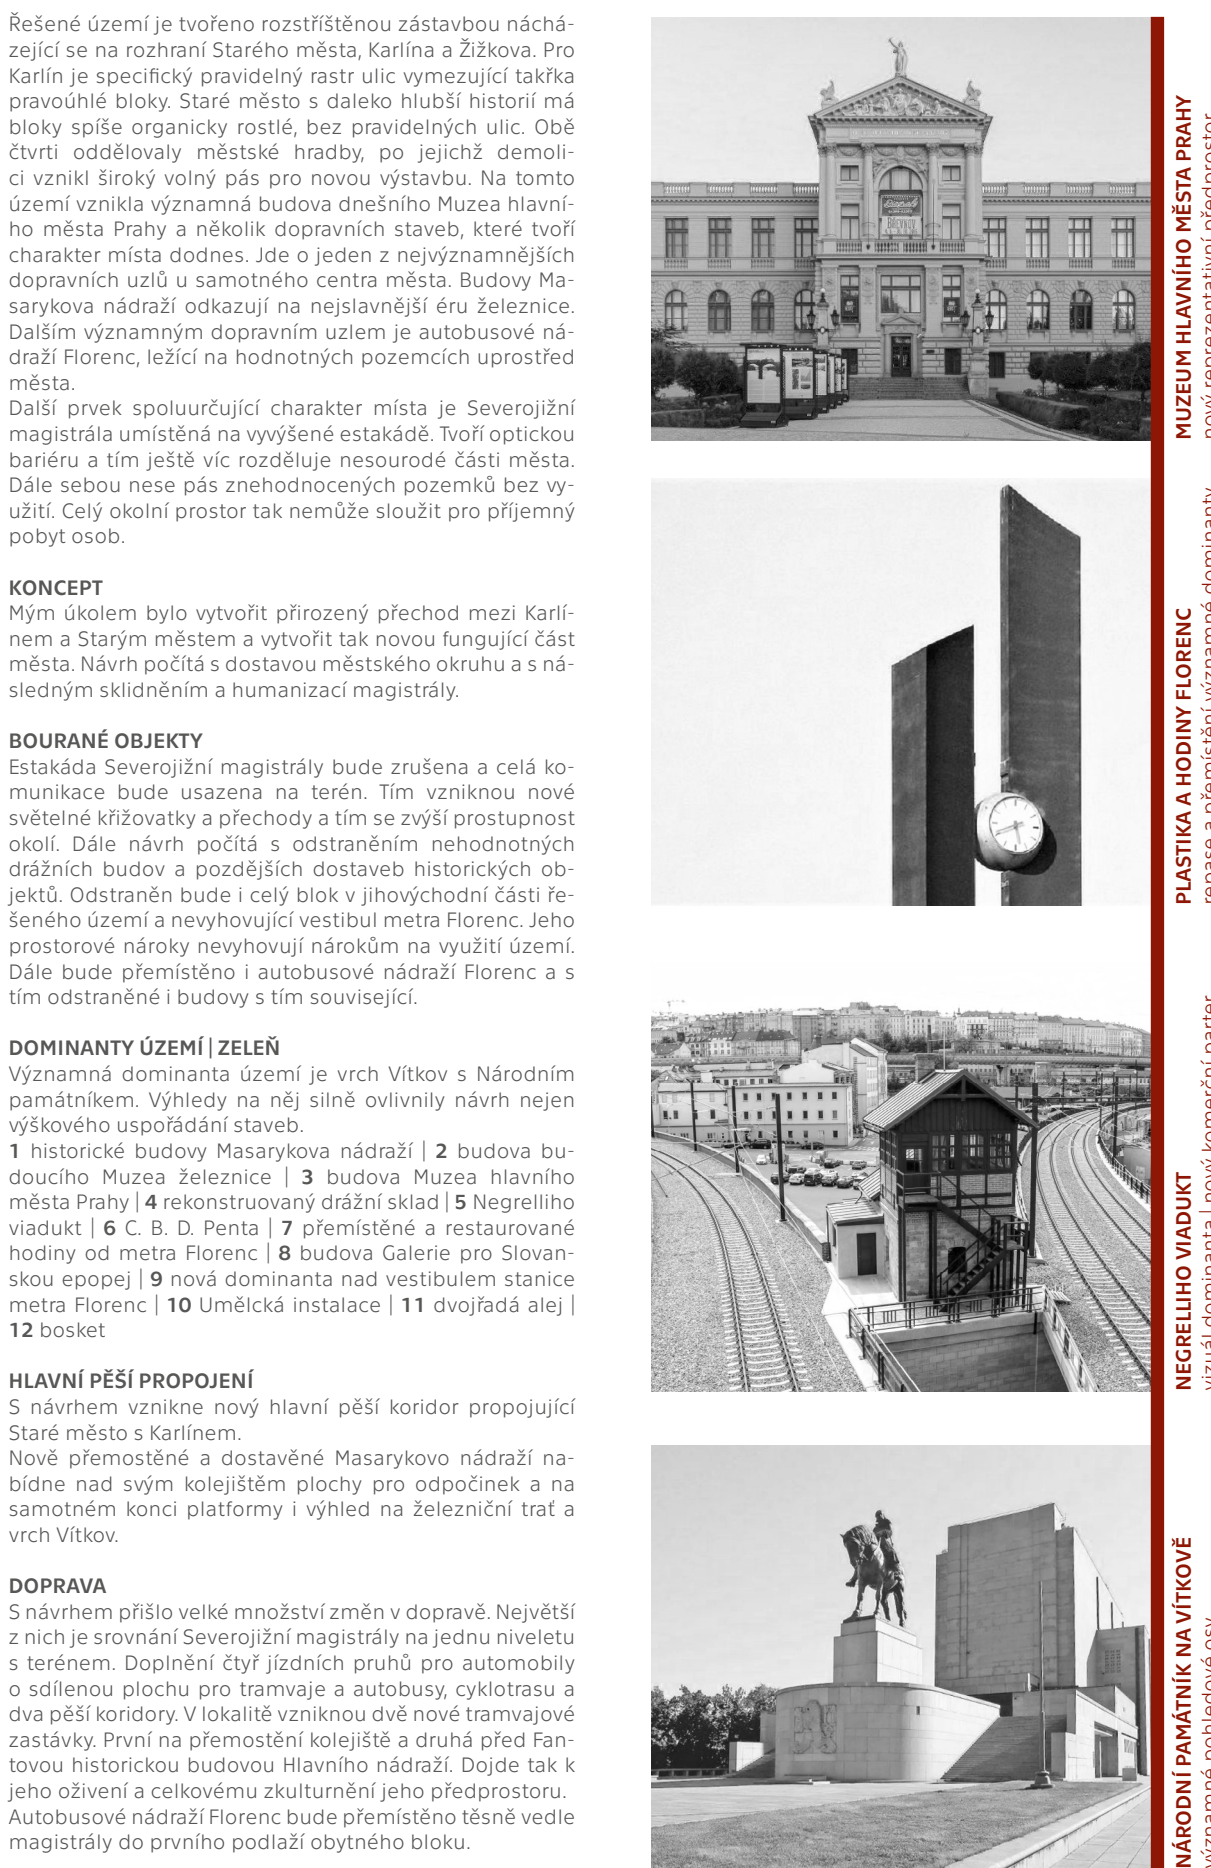 Řešené území je tvořeno rozstříštěnou zástavbou náchá-
zející se na rozhraní Starého města, Karlína a Žižkova. Pro
Karlín je specifický pravidelný rastr ulic vymezující takřka
pravoúhlé bloky. Staré město s daleko hlubší historií má
bloky spíše organicky rostlé, bez pravidelných ulic. Obě
čtvrti oddělovaly městské hradby, po jejichž demoli-
ci vznikl široký volný pás pro novou výstavbu. Na tomto
území vznikla významná budova dnešního Muzea hlavní-
ho města Prahy a několik dopravních staveb, které tvoří
charakter místa dodnes. Jde o jeden z nejvýznamnějších
dopravních uzlů u samotného centra města. Budovy Ma-
sarykova nádraží odkazují na nejslavnější éru železnice.
Dalším významným dopravním uzlem je autobusové ná-
draží Florenc, ležící na hodnotných pozemcích uprostřed
města.
Další prvek spoluurčující charakter místa je Severojižní
magistrála umístěná na vyvýšené estakádě. Tvoří optickou
bariéru a tím ještě víc rozděluje nesourodé části města.
Dále sebou nese pás znehodnocených pozemků bez vy-
užití. Celý okolní prostor tak nemůže sloužit pro příjemný
pobyt osob.
KONCEPT
Mým úkolem bylo vytvořit přirozený přechod mezi Karlí-
nem a Starým městem a vytvořit tak novou fungující část
města. Návrh počítá s dostavou městského okruhu a s ná-
sledným sklidněním a humanizací magistrály.
BOURANÉ OBJEKTY
Estakáda Severojižní magistrály bude zrušena a celá ko-
munikace bude usazena na terén. Tím vzniknou nové
světelné křižovatky a přechody a tím se zvýší prostupnost
okolí. Dále návrh počítá s odstraněním nehodnotných
drážních budov a pozdějších dostaveb historických ob-
jektů. Odstraněn bude i celý blok v jihovýchodní části ře-
šeného území a nevyhovující vestibul metra Florenc. Jeho
prostorové nároky nevyhovují nárokům na využití území.
Dále bude přemístěno i autobusové nádraží Florenc a s
tím odstraněné i budovy s tím související.
DOMINANTY ÚZEMÍ | ZELEŇ
Významná dominanta území je vrch Vítkov s Národním
památníkem. Výhledy na něj silně ovlivnily návrh nejen
výškového uspořádání staveb.
1 historické budovy Masarykova nádraží | 2 budova bu-
doucího Muzea železnice | 3 budova Muzea hlavního
města Prahy | 4 rekonstruovaný drážní sklad | 5 Negrelliho
viadukt | 6 C. B. D. Penta | 7 přemístěné a restaurované
hodiny od metra Florenc | 8 budova Galerie pro Slovan-
skou epopej | 9 nová dominanta nad vestibulem stanice
metra Florenc | 10 Umělcká instalace | 11 dvojřadá alej |
12 bosket
HLAVNÍ PĚŠÍ PROPOJENÍ
S návrhem vznikne nový hlavní pěší koridor propojující
Staré město s Karlínem.
Nově přemostěné a dostavěné Masarykovo nádraží na-
bídne nad svým kolejištěm plochy pro odpočinek a na
samotném konci platformy i výhled na železniční trať a
vrch Vítkov.
DOPRAVA
S návrhem přišlo velké množství změn v dopravě. Největší
z nich je srovnání Severojižní magistrály na jednu niveletu
s terénem. Doplnění čtyř jízdních pruhů pro automobily
o sdílenou plochu pro tramvaje a autobusy, cyklotrasu a
dva pěší koridory. V lokalitě vzniknou dvě nové tramvajové
zastávky. První na přemostění kolejiště a druhá před Fan-
tovou historickou budovou Hlavního nádraží. Dojde tak k
jeho oživení a celkovému zkulturnění jeho předprostoru.
Autobusové nádraží Florenc bude přemístěno těsně vedle
magistrály do prvního podlaží obytného bloku.
MUZEUM HLAVNÍHO MĚSTA PRAHY
nový reprezentativní předprostor
PLASTIKA A HODINY FLORENC
repase a přemístění významné dominanty
NEGRELLIHO VIADUKT
vizuál dominanta | nový komerční parter
NÁRODNÍ PAMÁTNÍK NA VÍTKOVĚ
významné pohledové osy